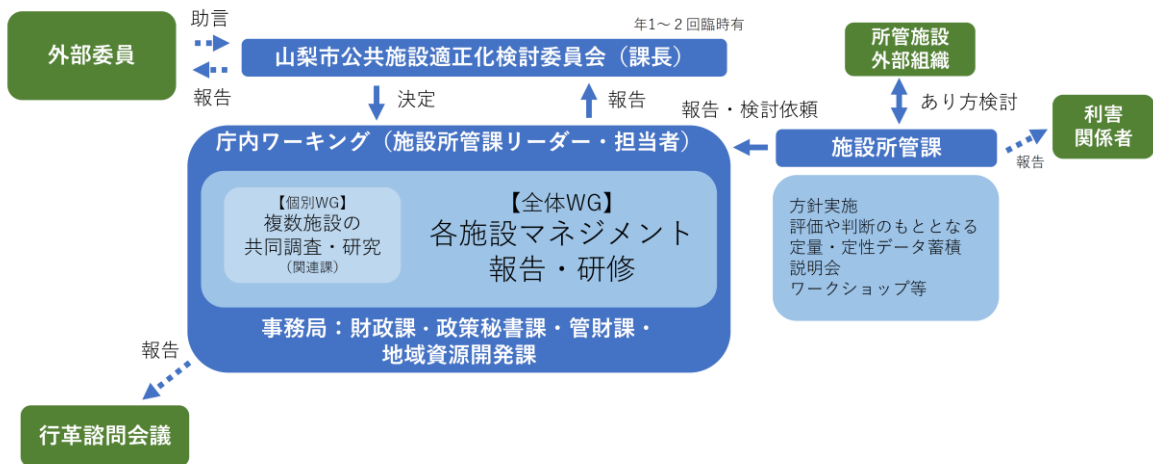 外部委員
助言
報告
年1～2回臨時有
山梨市公共施設適正化検討委員会（課長）
決定
報告
所管施設
外部組織
あり方検討
報告・検討依頼
施設所管課
報告
利害
関係者
庁内ワーキング（施設所管課リーダー・担当者）
【個別WG】
複数施設の
共同調査・研究
(関連課)
【全体WG】
各施設マネジメント
報告・研修
方針実施
評価や判断のもととなる
定量・定性データ蓄積
説明会
ワークショップ等
事務局：財政課・政策秘書課・管財課・
地域資源開発課
報告
行革諮問会議